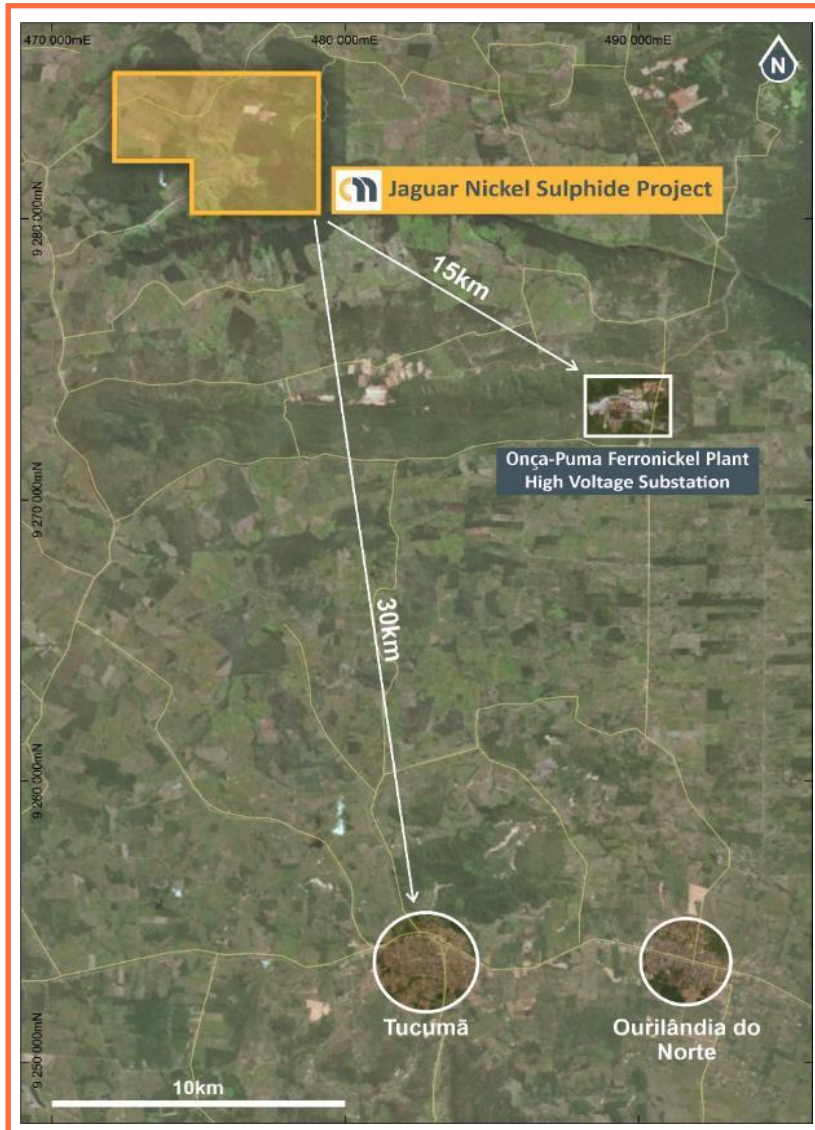 470 000mE
480 000mE
490 000mE
N
Jaguar Nickel Sulphide Project
9 280 000mN
15km
Onça-Puma Ferronickel Plant
High Voltage Substation
9 270 000mN
30km
9 260 000mN
Tucumã
Ourilândia do
Norte
9 250 000mN
10km